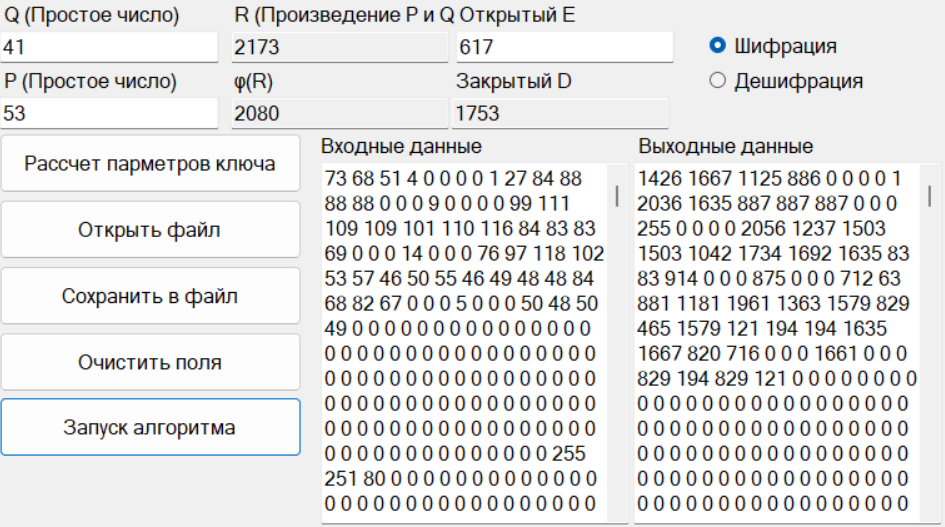 Q (Простое число)
R (Произведение P и Q
Открытый E
41
2173
617
Шифрация
P (Простое число)
φ(R)
Закрытый D
Дешифрация
53
2080
1753
Рассчет парметров ключа
Открыть файл
Сохранить в файл
Очистить поля
Запуск алгоритма
Входные данные
73 68 51 4 0 0 0 0 1 27 84 88
88 88 0 0 0 9 0 0 0 0 99 111
109 109 101 110 116 84 83 83
69 0 0 0 14 0 0 0 76 97 118 102
53 57 46 50 55 46 49 48 48 84
68 82 67 0 0 0 5 0 0 0 50 48 50
49 0 0 0 0 0 0 0 0 0 0 0 0 0 0 0
0 0 0 0 0 0 0 0 0 0 0 0 0 0 0 0 0
0 0 0 0 0 0 0 0 0 0 0 0 0 0 0 0 0
0 0 0 0 0 0 0 0 0 0 0 0 0 0 0 0 0
0 0 0 0 0 0 0 0 0 0 0 0 0 0 0 0 0
0 0 0 0 0 0 0 0 0 0 0 0 0 0 255
251 80 0 0 0 0 0 0 0 0 0 0 0 0 0
0 0 0 0 0 0 0 0 0 0 0 0 0 0 0 0 0
Выходные данные
1426 1667 1125 886 0 0 0 0 1
2036 1635 887 887 887 0 0 0
255 0 0 0 0 2056 1237 1503
1503 1042 1734 1692 1635 83
83 914 0 0 0 875 0 0 0 712 63
881 1181 1961 1363 1579 829
465 1579 121 194 194 1635
1667 820 716 0 0 0 1661 0 0 0
829 194 829 121 0 0 0 0 0 0 0 0
0 0 0 0 0 0 0 0 0 0 0 0 0 0 0 0 0
0 0 0 0 0 0 0 0 0 0 0 0 0 0 0 0 0
0 0 0 0 0 0 0 0 0 0 0 0 0 0 0 0 0
0 0 0 0 0 0 0 0 0 0 0 0 0 0 0 0 0
0 0 0 0 0 0 0 0 0 0 0 0 0 0 0 0 0